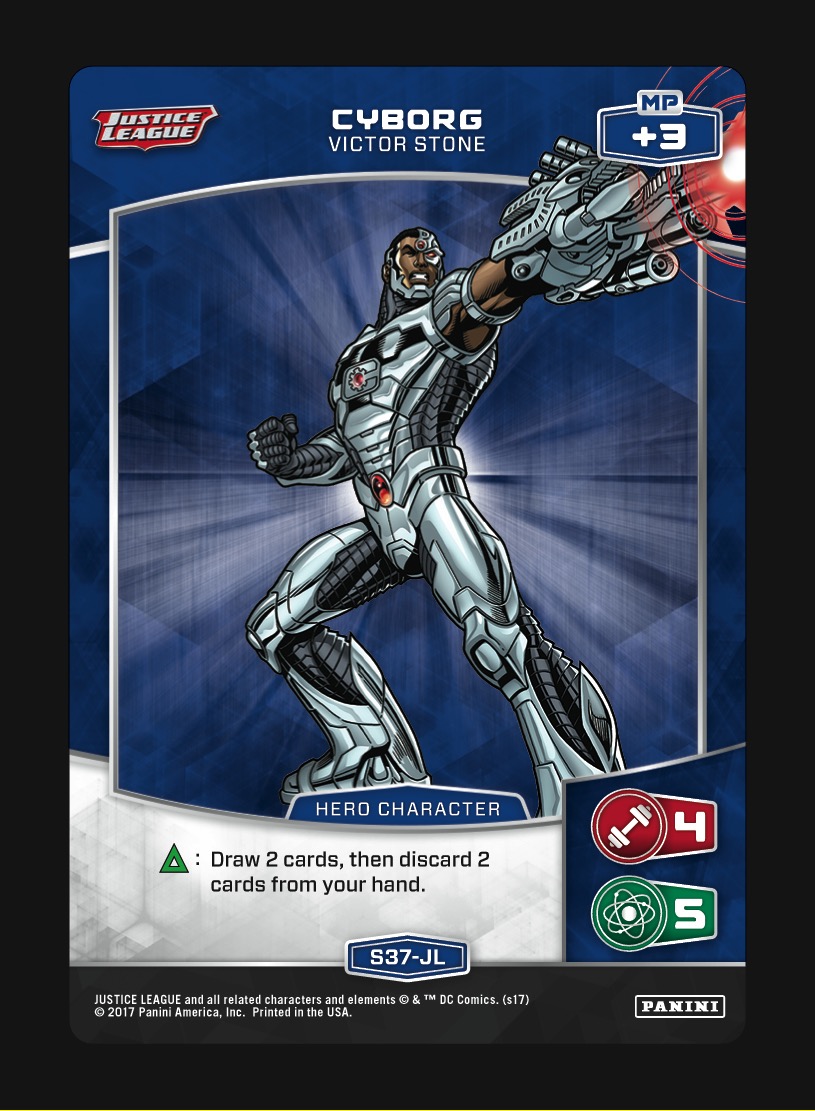 JUSTICE
LEAGUE
CYBORG
VICTOR STONE
MP
+3
HERO CHARACTER
: Draw 2 cards, then discard 2
cards from your hand.
4
5
S37-JL
JUSTICE LEAGUE and all related characters and elements © & ™ DC Comics. (s17)
© 2017 Panini America, Inc. Printed in the USA.
PANINI